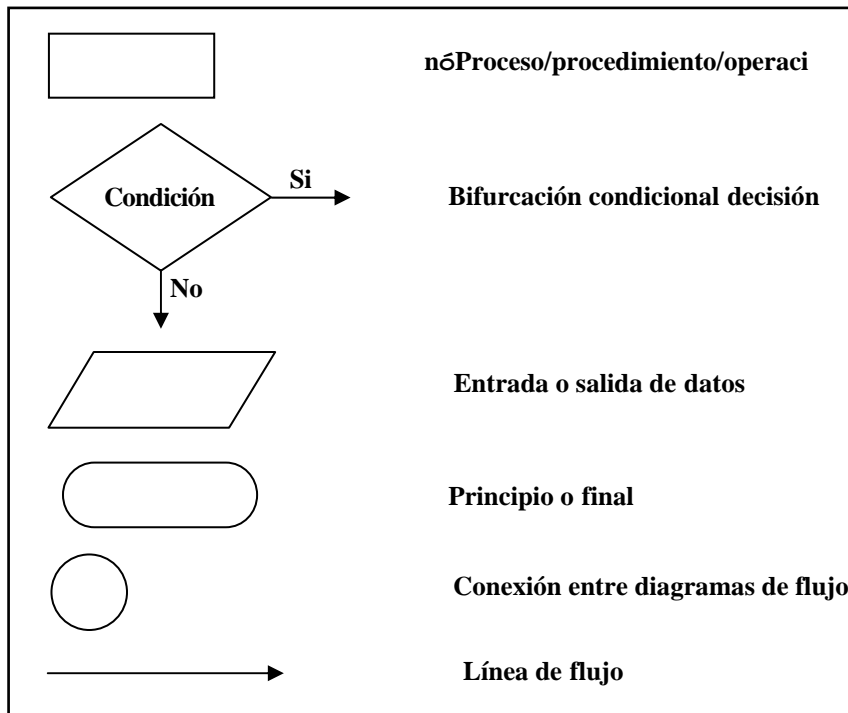 nóProceso/procedimiento/operaci
Condición
Si
Bifurcación condicional decisión
No
Entrada o salida de datos
Principio o final
Conexión entre diagramas de flujo
Línea de flujo